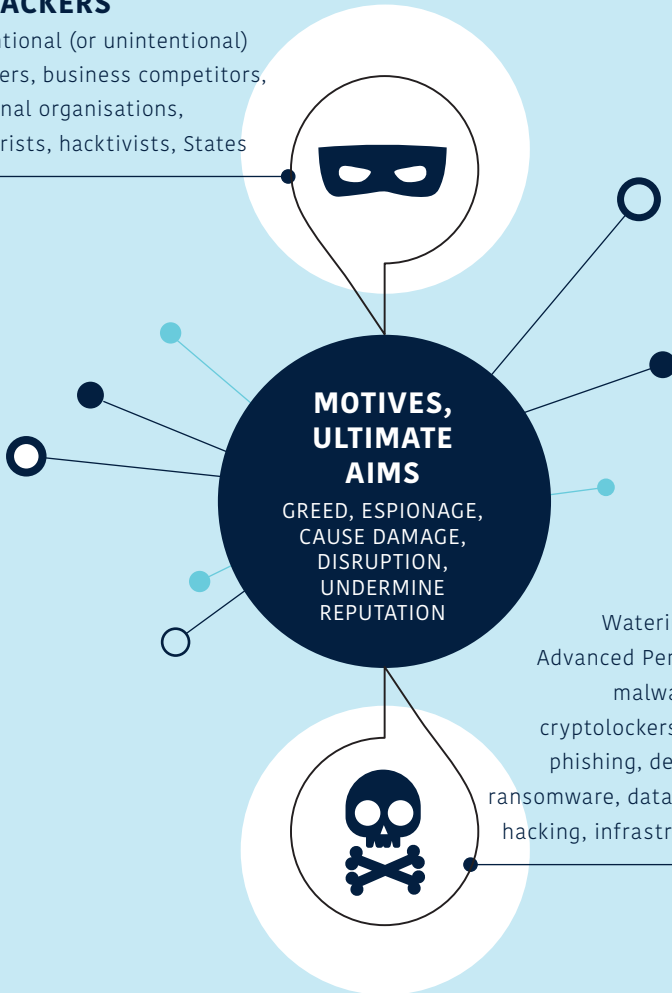 ACKERS
tional (or unintentional)
ers, business competitors,
nal organisations,
rists, hacktivists, States
MOTIVES,
ULTIMATE
AIMS
GREED, ESPIONAGE,
CAUSE DAMAGE,
DISRUPTION,
UNDERMINE
REPUTATION
Wateri
Advanced Per
malwa
cryptolockers
phishing, de
ransomware, data
hacking, infrastr